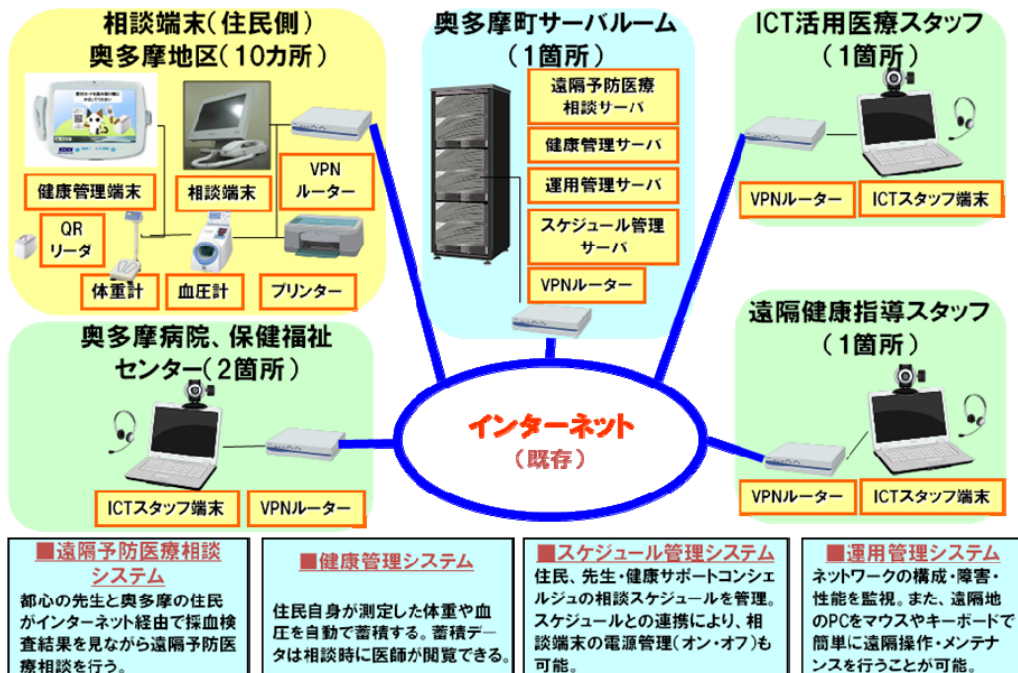 相談端末(住民側)
奥多摩地区(10カ所)
健康管理端末
相談端末
VPN
ルーター
QR
リーダ
体重計
血圧計
プリンター
奥多摩町サーバルーム
(1箇所)
遠隔予防医療
相談サーバ
健康管理サーバ
運用管理サーバ
スケジュール管理
サーバ
VPNルーター
ICT活用医療スタッフ
(1箇所)
VPNルーター
ICTスタッフ端末
奥多摩病院、保健福祉
センター(2箇所)
ICTスタッフ端末
VPNルーター
インターネット
(既存)
遠隔健康指導スタッフ
(1箇所)
VPNルーター
ICTスタッフ端末
■遠隔予防医療相談
システム
都心の先生と奥多摩の住民
がインターネット経由で採血検
査結果を見ながら遠隔予防医
療相談を行う。
■健康管理システム
住民自身が測定した体重や血
圧を自動で蓄積する。蓄積デー
タは相談時に医師が閲覧できる。
■スケジュール管理システム
住民、先生・健康サポートコンシェ
ルジュの相談スケジュールを管理。
スケジュールとの連携により、相
談端末の電源管理(オン・オフ)も
可能。
■運用管理システム
ネットワークの構成・障害・
性能を監視。また、遠隔地
のPCをマウスやキーボードで
簡単に遠隔操作・メンテナ
ンスを行うことが可能。